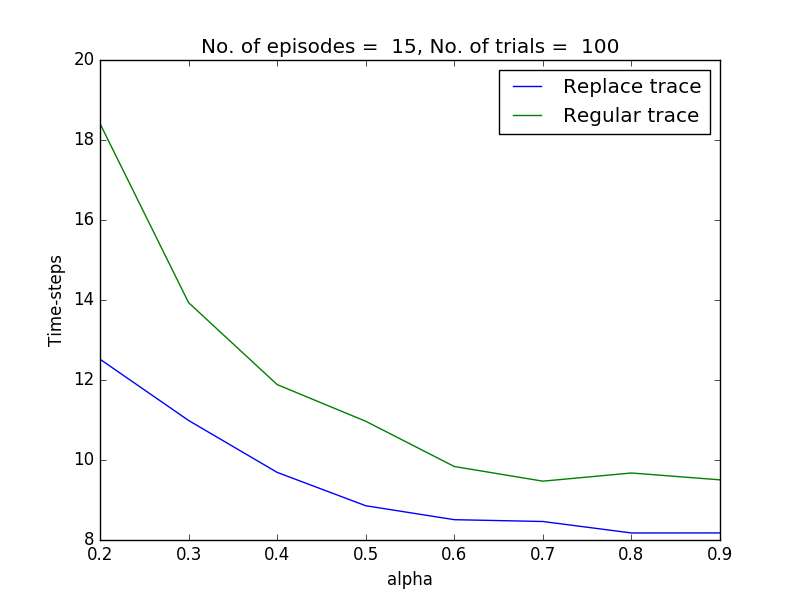 No. of episodes =  15, No. of trials =  100
Replace trace
Regular trace
20
18
16
14
12
10
8
Time-steps
0.2 0.3 0.4 0.5 0.6 0.7 0.8 0.9
alpha